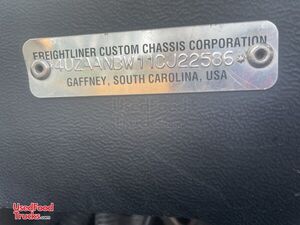 FREIGHTLINER CUSTOM CHASSIS CORPORATION
*4UZAANBW11CJ22586*
GAFFNEY, SOUTH CAROLINA, USA
UsedFood
Trucks.com